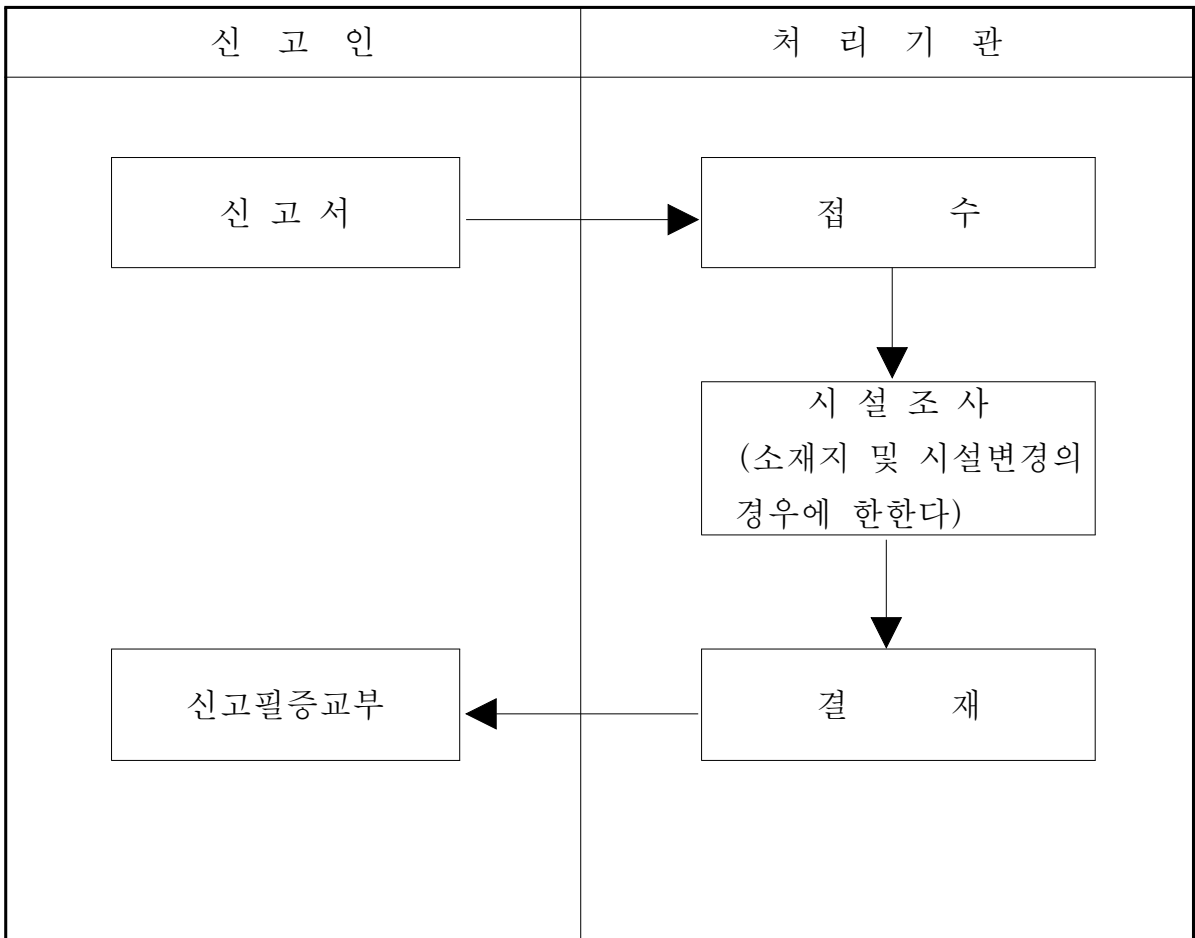 신 고 인
처 리 기 관
신 고 서
접 수
시 설 조 사
(소재지 및 시설변경의
경우에 한한다)
신고필증교부
결 재